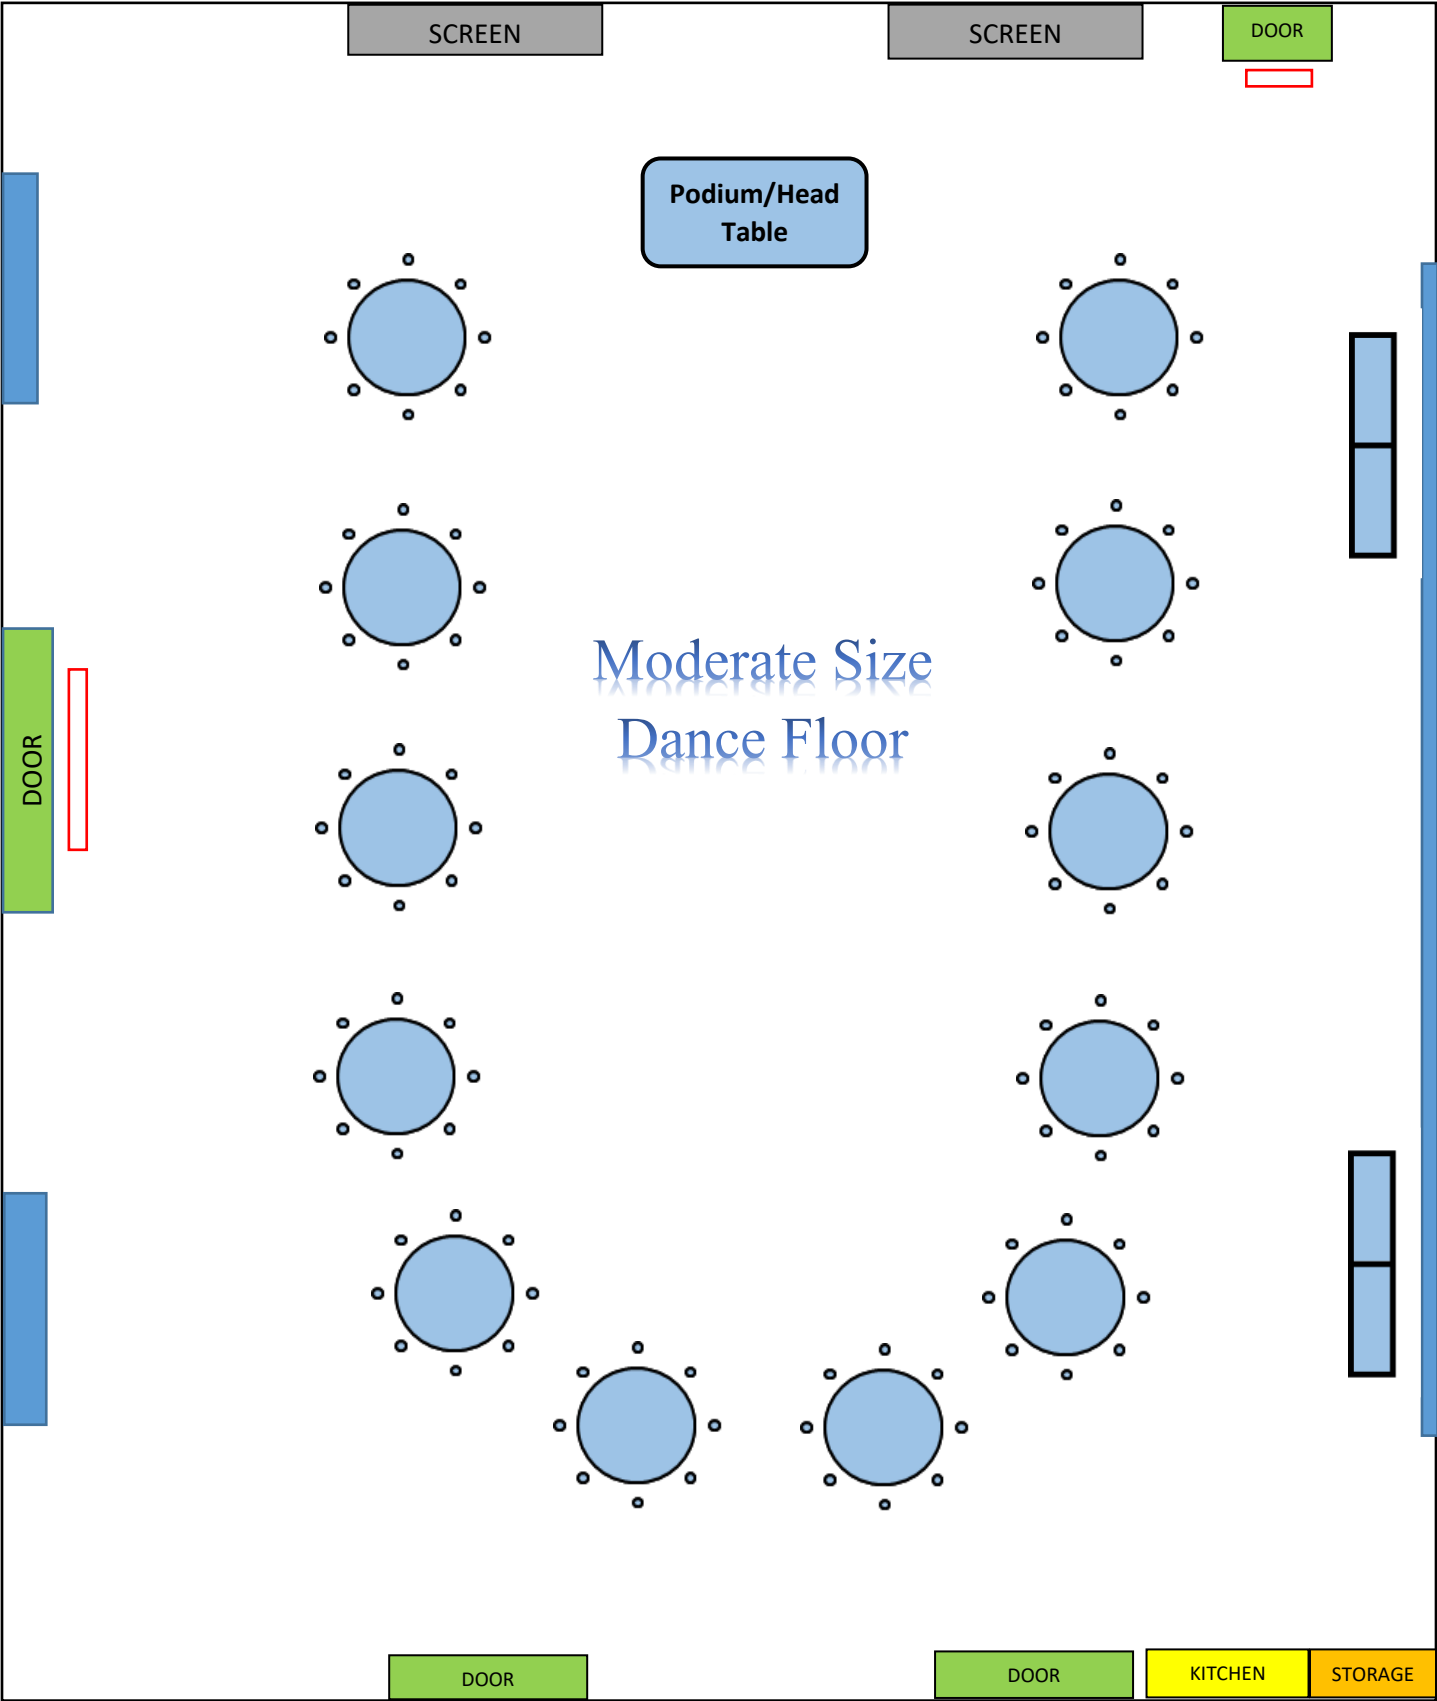 SCREEN
SCREEN
DOOR
Podium/Head
Table
Moderate Size
Dance Floor
DOOR
DOOR
DOOR
KITCHEN
STORAGE